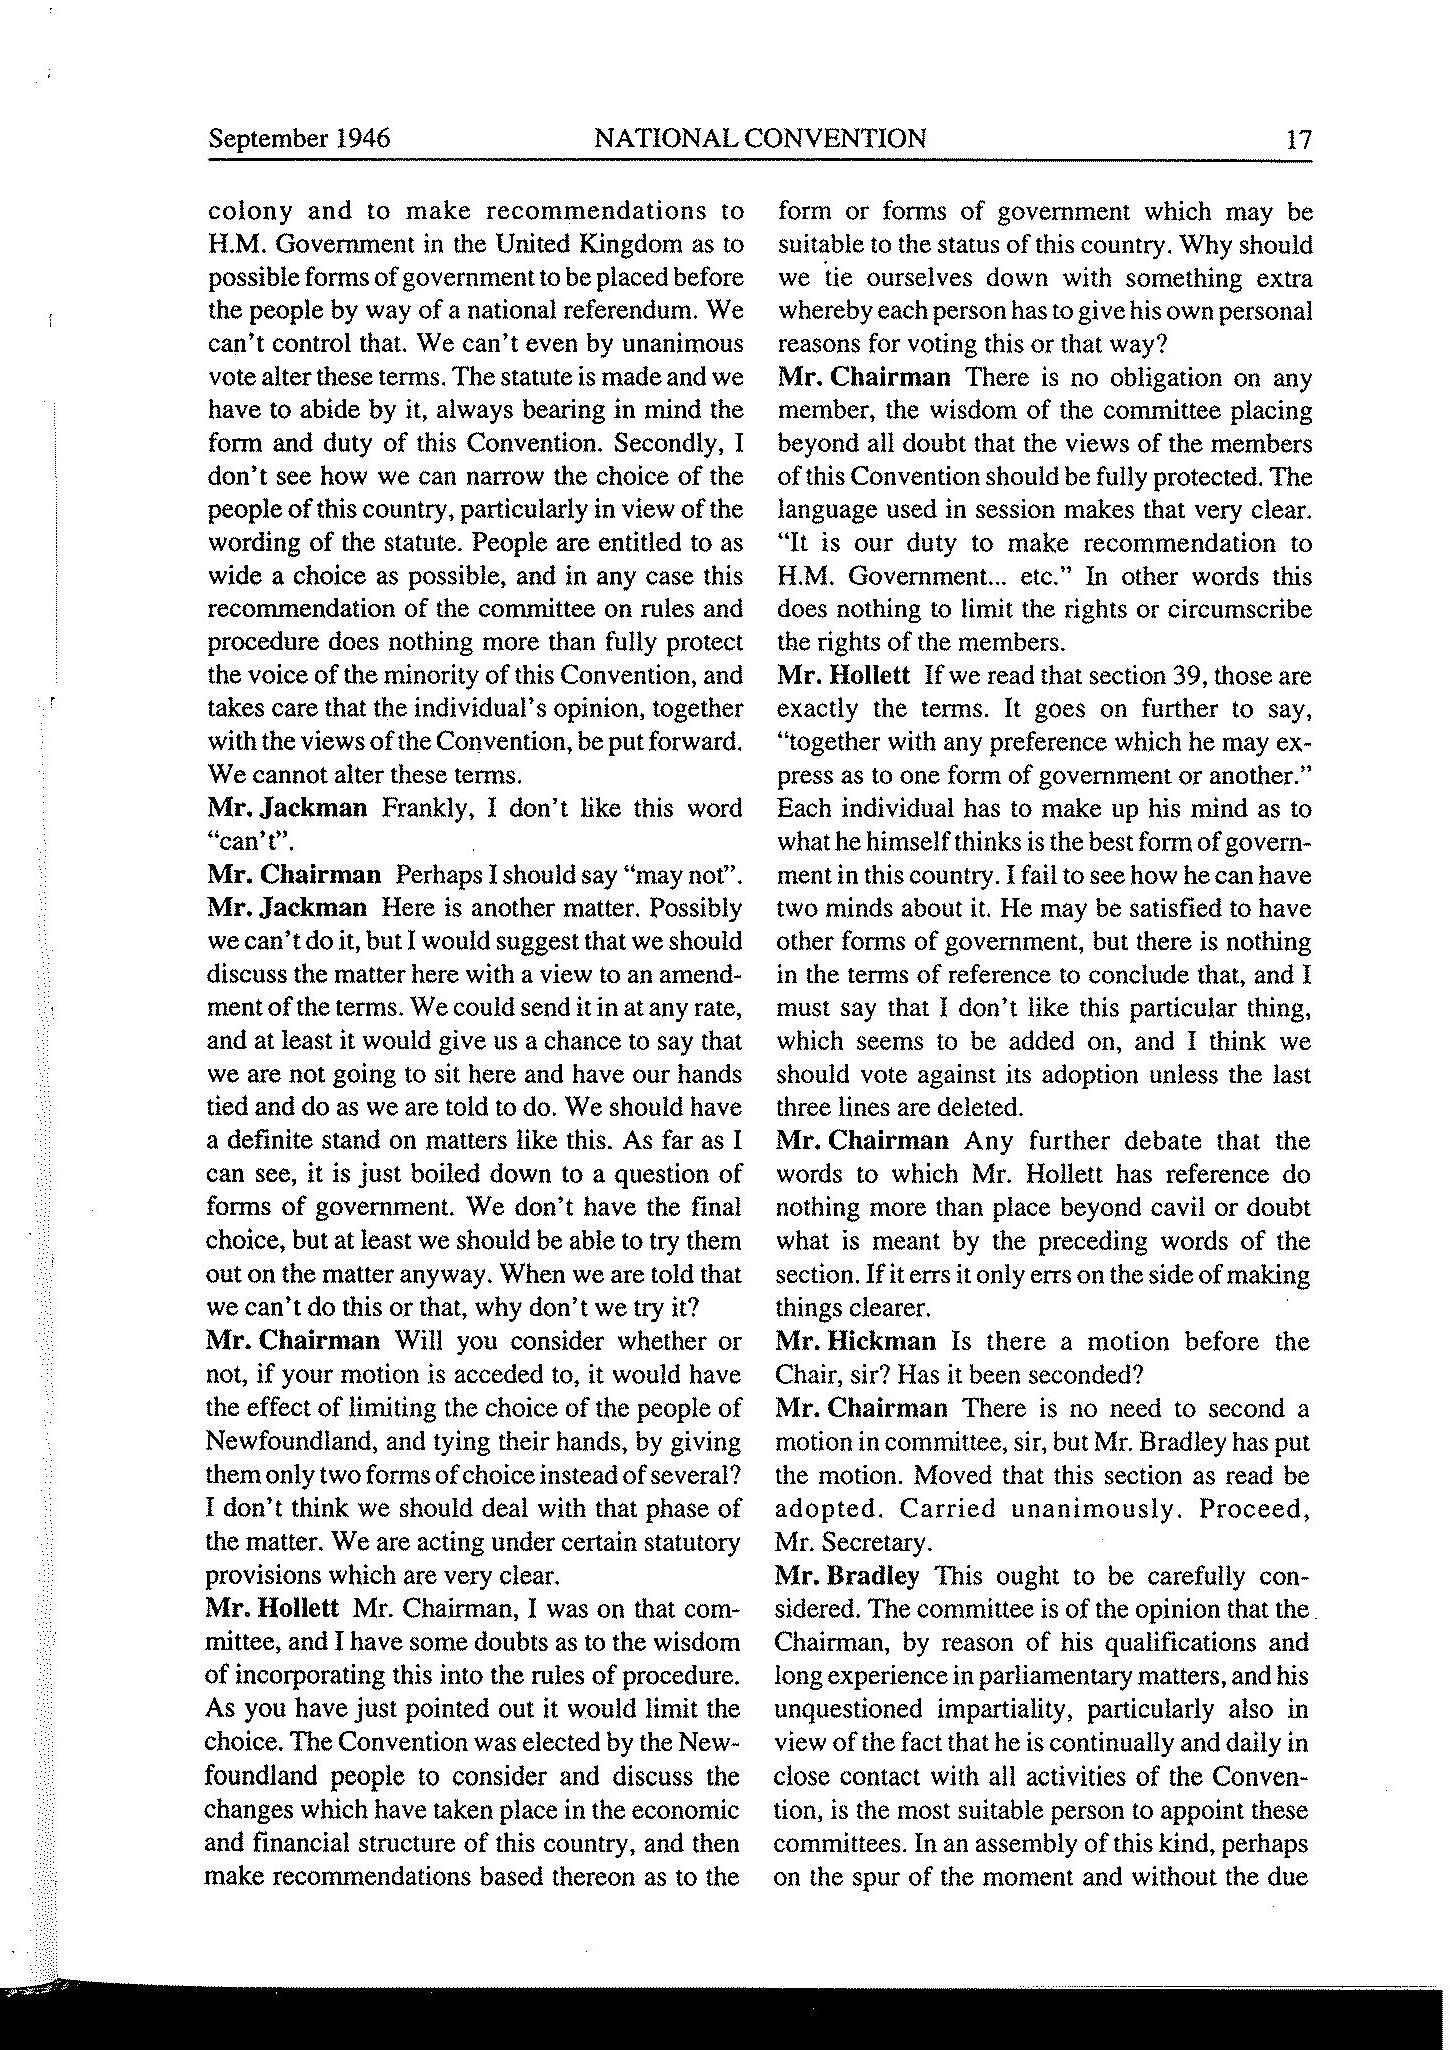 September 1946 NATIONAL CONVENTION 17
colony and to make recommendations to
H.M. Government in the United Kingdom as to
possible forms of government to be placed before
the people by way of a national referendum. We
can't control that. We can't even by unanimous
vote alter these terms. The statute is made and we
have to abide by it, always bearing in mind the
form and duty of this Convention. Secondly, I
don't see how we can narrow the choice of the
people of this country, particularly in view of the
wording of the statute. People are entitled to as
wide a choice as possible, and in any case this
recommendation of the committee on rules and
procedure does nothing more than fully protect
the voice of the minority of this Convention, and
takes care that the individual's opinion, together
with the views of the Convention, be put forward.
We cannot alter these terms.
Mr. Jackman Frankly, I don't like this word
"can't".
Mr. Chairman Perhaps I should say "may not".
Mr. Jackman Here is another matter. Possibly
we can't do it, but I would suggest that we should
discuss the matter here with a view to an amend-
ment of the terms. We could send it in at any rate,
and at least it would give us a chance to say that
we are not going to sit here and have our hands
tied and do as we are told to do. We should have
a definite stand on matters like this. As far as I
can see, it is just boiled down to a question of
forms of government. We don't have the final
choice, but at least we should be able to try them
out on the matter anyway. When we are told that
we can't do this or that, why don't we try it?
Mr. Chairman Will you consider whether or
not, if your motion is acceded to, it would have
the effect of limiting the choice of the people of
Newfoundland, and tying their hands, by giving
them only two forms of choice instead of several?
I don't think we should deal with that phase of
the matter. We are acting under certain statutory
provisions which are very clear.
Mr. Hollett Mr. Chairman, I was on that com-
mittee, and I have some doubts as to the wisdom
of incorporating this into the rules of procedure.
As you have just pointed out it would limit the
choice. The Convention was elected by the New-
foundland people to consider and discuss the
changes which have taken place in the economic
and financial structure of this country, and then
make recommendations based thereon as to the
form or forms of government which may be
suitable to the status of this country. Why should
we tie ourselves down with something extra
whereby each person has to give his own personal
reasons for voting this or that way?
Mr. Chairman There is no obligation on any
member, the wisdom of the committee placing
beyond all doubt that the views of the members
of this Convention should be fully protected. The
language used in session makes that very clear.
"It is our duty to make recommendation to
H.M. Government... etc." In other words this
does nothing to limit the rights or circumscribe
the rights of the members.
Mr. Hollett If we read that section 39, those are
exactly the terms. It goes on further to say,
"together with any preference which he may ex-
press as to one form of government or another."
Each individual has to make up his mind as to
what he himself thinks is the best form of govern-
ment in this country. I fail to see how he can have
two minds about it. He may be satisfied to have
other forms of government, but there is nothing
in the terms of reference to conclude that, and I
must say that I don't like this particular thing,
which seems to be added on, and I think we
should vote against its adoption unless the last
three lines are deleted.
Mr. Chairman Any further debate that the
words to which Mr. Hollett has reference do
nothing more than place beyond cavil or doubt
what is meant by the preceding words of the
section. If it errs it only errs on the side of making
things clearer.
Mr. Hickman Is there a motion before the
Chair, sir? Has it been seconded?
Mr. Chairman There is no need to second a
motion in committee, sir, but Mr. Bradley has put
the motion. Moved that this section as read be
adopted. Carried unanimously. Proceed,
Mr. Secretary.
Mr. Bradley This ought to be carefully con-
sidered. The committee is of the opinion that the
Chairman, by reason of his qualifications and
long experience in parliamentary matters, and his
unquestioned impartiality, particularly also in
view of the fact that he is continually and daily in
close contact with all activities of the Conven-
tion, is the most suitable person to appoint these
committees. In an assembly of this kind, perhaps
on the spur of the moment and without the due